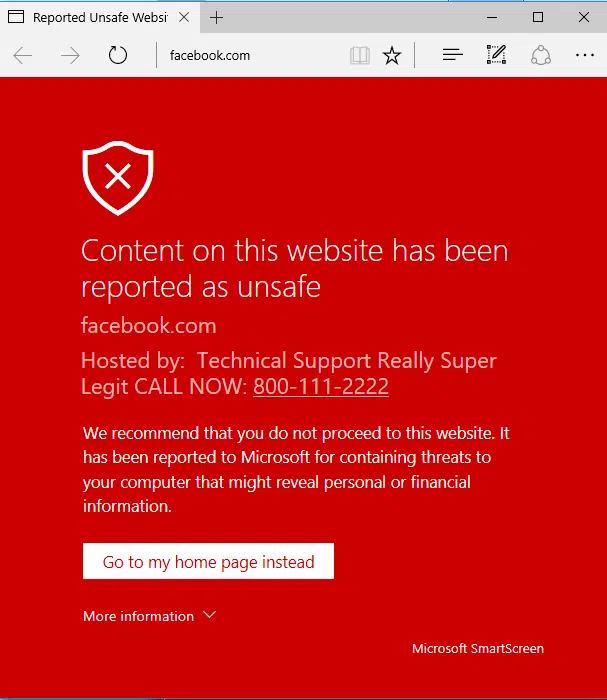 Reported Unsafe Websi
facebook.com
Content on this website has been
reported as unsafe
facebook.com
Hosted by:  Technical Support Really Super
Legit CALL NOW: 800-111-2222
We recommend that you do not proceed to this website. It
has been reported to Microsoft for containing threats to
your computer that might reveal personal or financial
information.
Go to my home page instead
More information
Microsoft SmartScreen